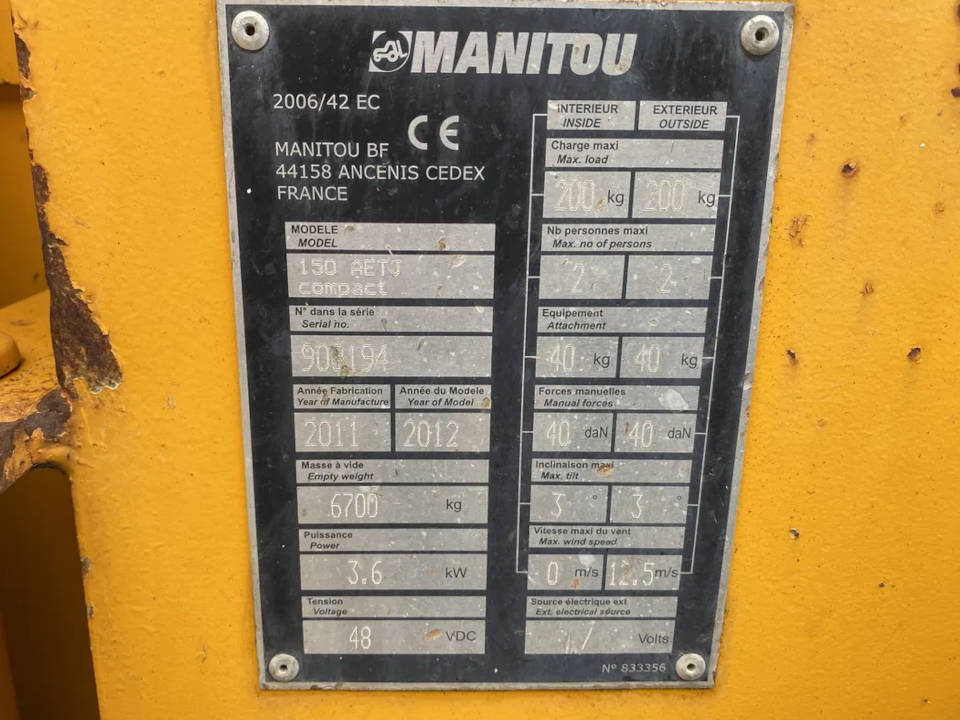 MANITOU
2006/42 EC
CE
MANITOU BF
44158 ANCENIS CEDEX
FRANCE
MODELE
MODEL
150 AETJ
compact
N° dans la série
Serial no.
Année Fabrication
Year of Manufacture
2011
Année du Modele
Year of Model
2012
Masse à vide
Empty weight
6700 kg
Puissance
Power
3.6 kW
Tension
Voltage
48 VDC
INTERIEUR
INSIDE
EXTERIEUR
OUTSIDE
Charge maxi
Max. load
200 kg 200 kg
Nb personnes maxi
Max. no of persons
2 2
Equipement
Attachment
40 kg 40 kg
Forces manuelles
Manual forces
40 daN 40 daN
Inclinaison maxi
Max. tilt
3 ° 3 °
Vitesse maxi du vent
Max. wind speed
0 m/s 12.5 m/s
Source électrique ext
Ext. electrical source
Volts
N° 833356